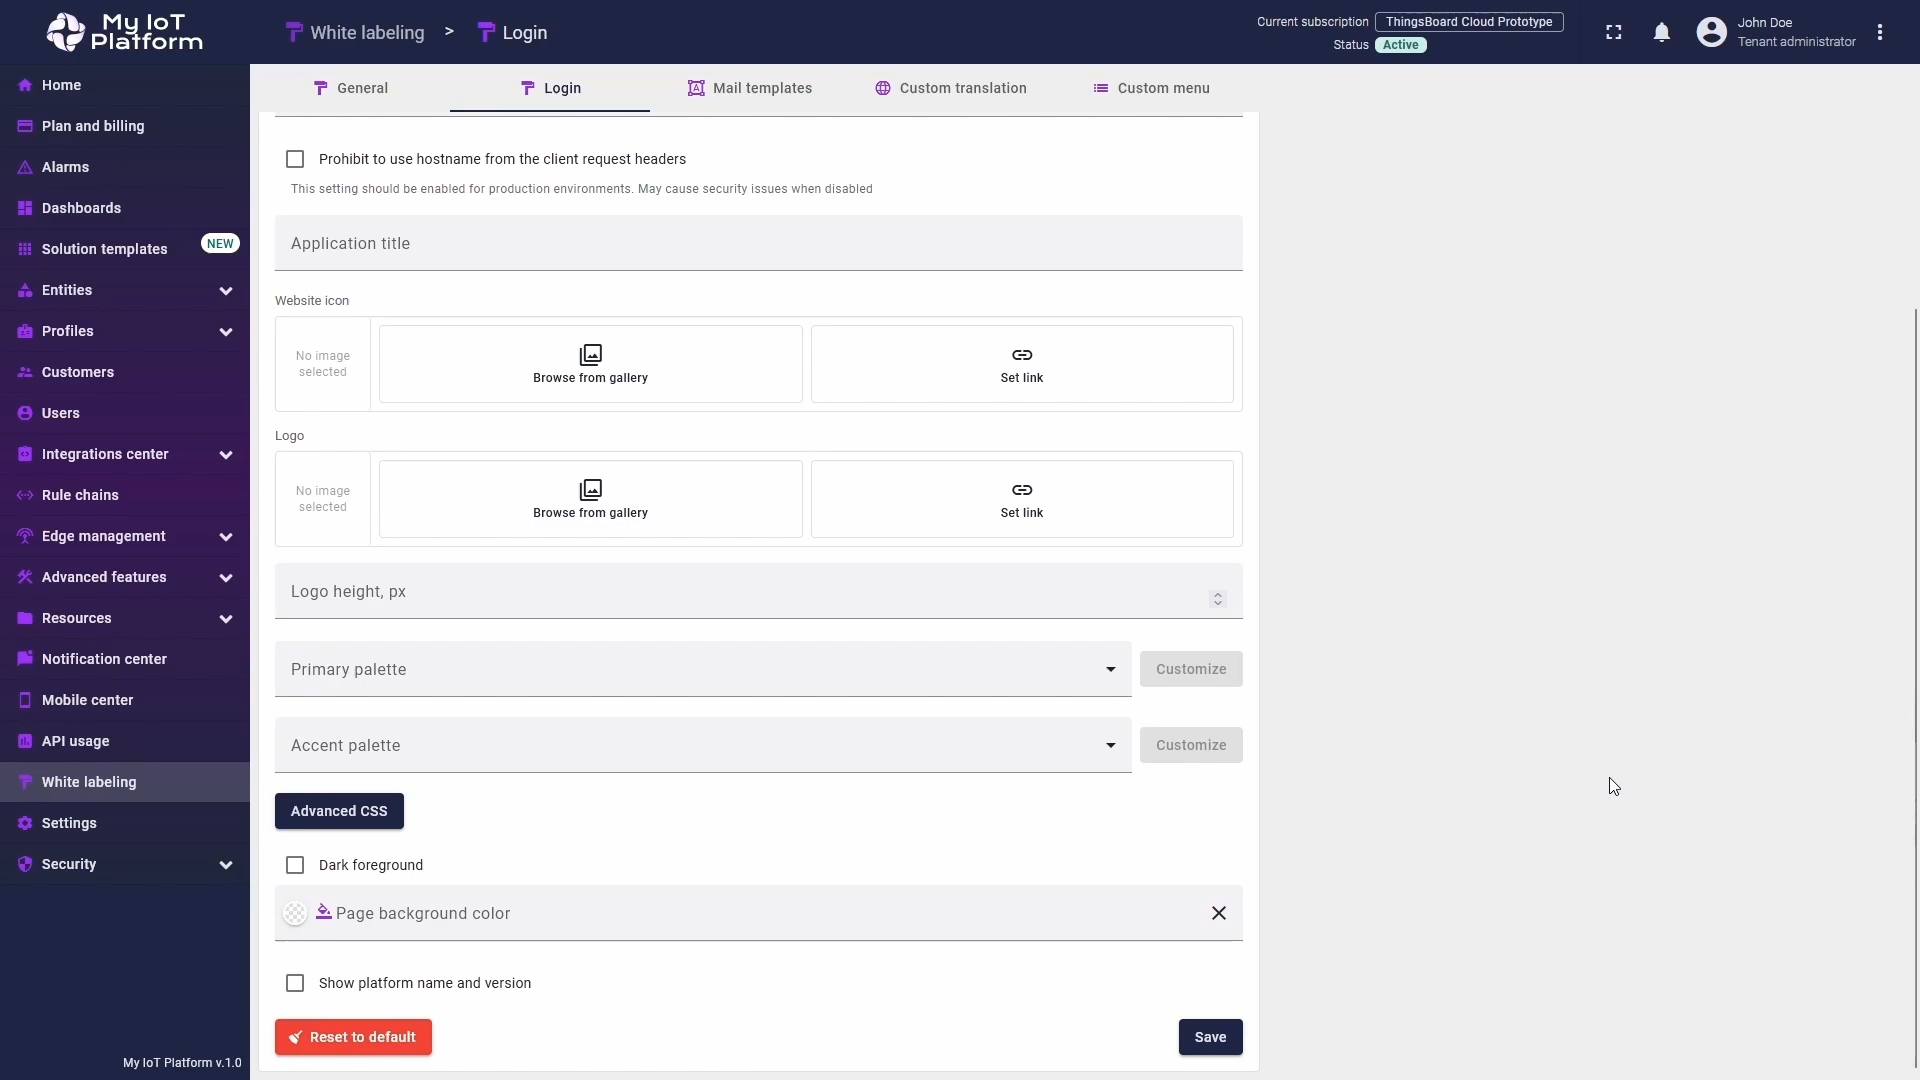 My IoT
Platform
White labeling > Login
Current subscription ThingsBoard Cloud Prototype
Status Active
John Doe
Tenant administrator
Home
Plan and billing
Alarms
Dashboards
Solution templates NEW
Entities
Profiles
Customers
Users
Integrations center
Rule chains
Edge management
Advanced features
Resources
Notification center
Mobile center
API usage
White labeling
Settings
Security
My IoT Platform v.1.0
General
Login
Mail templates
Custom translation
Custom menu
Prohibit to use hostname from the client request headers
This setting should be enabled for production environments. May cause security issues when disabled
Application title
Website icon
No image
selected
Browse from gallery
Set link
Logo
No image
selected
Browse from gallery
Set link
Logo height, px
Primary palette
Customize
Accent palette
Customize
Advanced CSS
Dark foreground
Page background color
Show platform name and version
Reset to default
Save